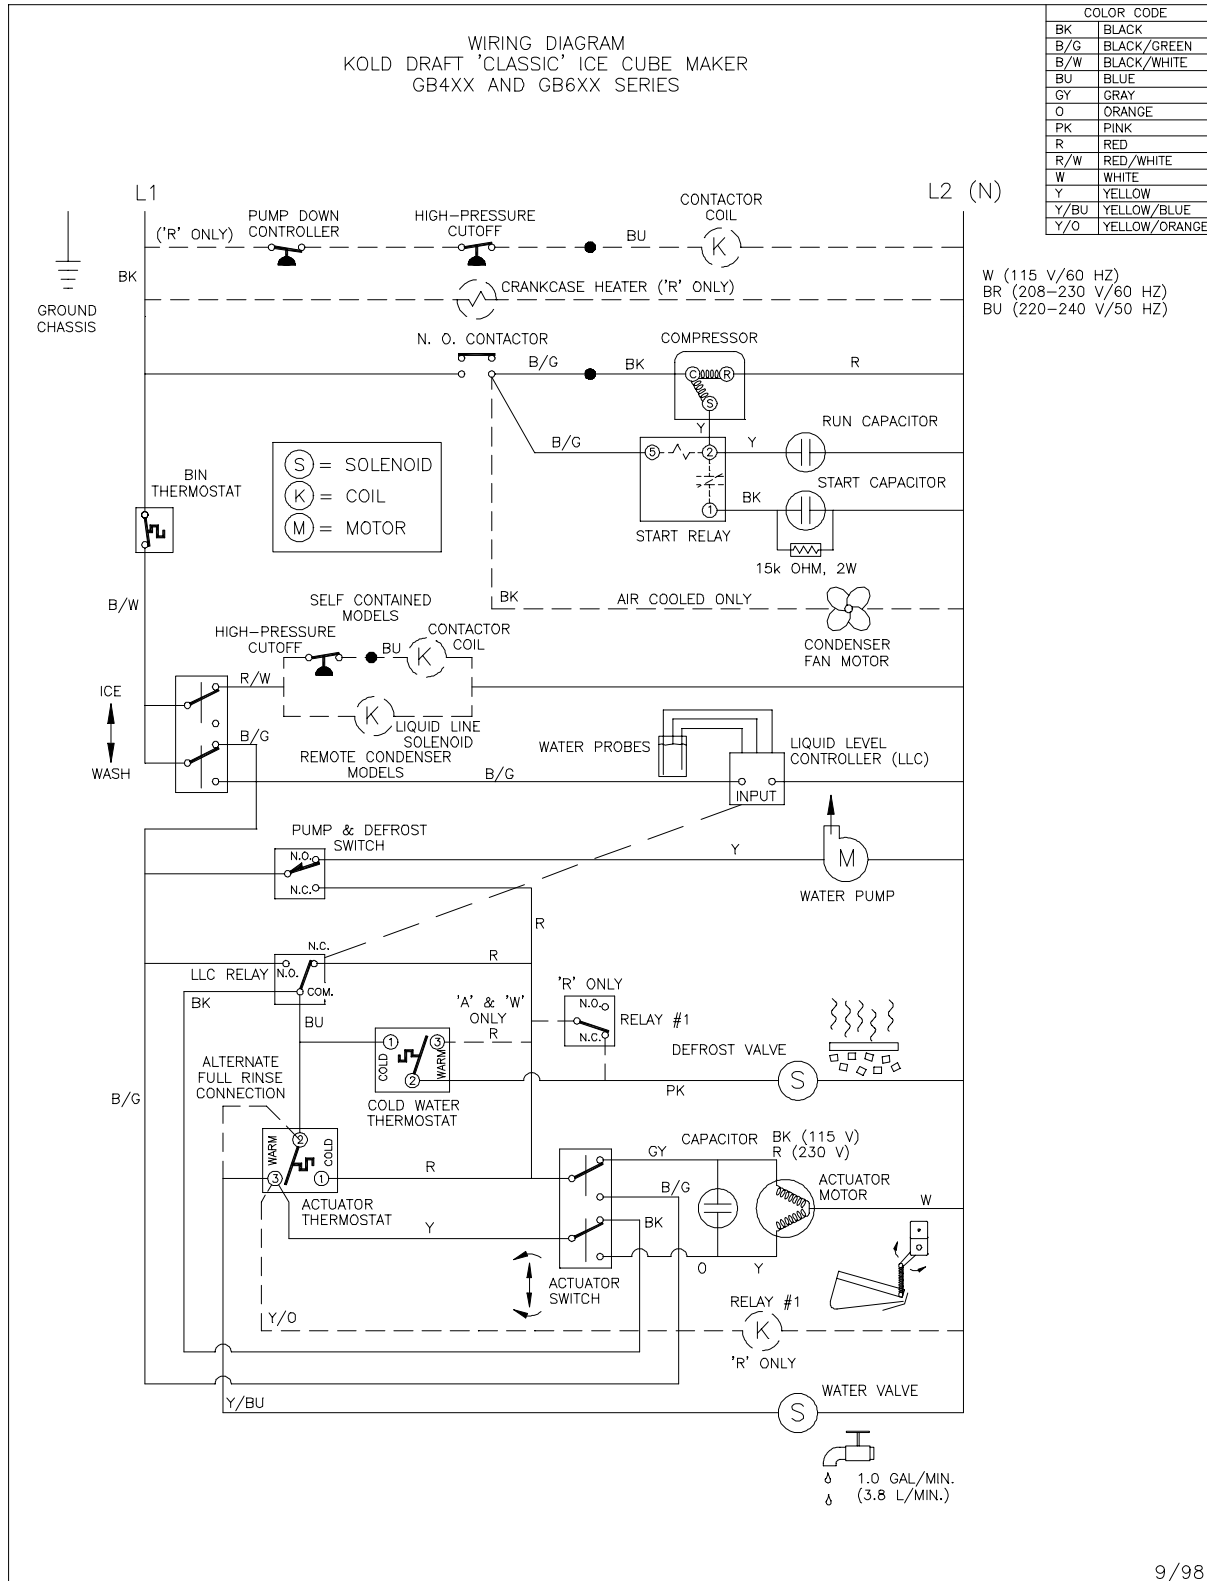 WIRING DIAGRAM
KOLD DRAFT 'CLASSIC' ICE CUBE MAKER
GB4XX AND GB6XX SERIES
COLOR CODE
BK BLACK
B/G BLACK/GREEN
B/W BLACK/WHITE
BU BLUE
GY GRAY
O ORANGE
PK PINK
R RED
R/W RED/WHITE
W WHITE
Y YELLOW
Y/BU YELLOW/BLUE
Y/O YELLOW/ORANGE
W (115 V/60 HZ)
BR (208-230 V/60 HZ)
BU (220-240 V/50 HZ)
L1
L2 (N)
GROUND
CHASSIS
BK
('R' ONLY)
PUMP DOWN
CONTROLLER
HIGH-PRESSURE
CUTOFF
BU
CONTACTOR
COIL
K
CRANKCASE HEATER ('R' ONLY)
N. O. CONTACTOR
B/G
BK
COMPRESSOR
C
R
S
R
Y
B/G
5
2
1
Y
RUN CAPACITOR
START CAPACITOR
BK
START RELAY
15k OHM, 2W
S = SOLENOID
K = COIL
M = MOTOR
BIN
THERMOSTAT
B/W
BK
AIR COOLED ONLY
CONDENSER
FAN MOTOR
SELF CONTAINED
MODELS
HIGH-PRESSURE
CUTOFF
BU
CONTACTOR
COIL
K
R/W
ICE
WASH
B/G
K
LIQUID LINE
SOLENOID
REMOTE CONDENSER
MODELS
B/G
WATER PROBES
LIQUID LEVEL
CONTROLLER (LLC)
INPUT
PUMP & DEFROST
SWITCH
N.O.
N.C.
Y
M
WATER PUMP
R
LLC RELAY
N.C.
N.O.
COM.
R
BK
BU
'A' & 'W'
ONLY
R
'R' ONLY
N.O.
N.C.
RELAY #1
1
3
2
COLD
WARM
COLD WATER
THERMOSTAT
DEFROST VALVE
S
PK
ALTERNATE
FULL RINSE
CONNECTION
B/G
2
WARM
COLD
3
1
ACTUATOR
THERMOSTAT
R
Y
GY
B/G
BK
O
Y
CAPACITOR
BK (115 V)
R (230 V)
ACTUATOR
MOTOR
W
ACTUATOR
SWITCH
Y/O
RELAY #1
K
'R' ONLY
Y/BU
WATER VALVE
S
1.0 GAL/MIN.
(3.8 L/MIN.)
9/98